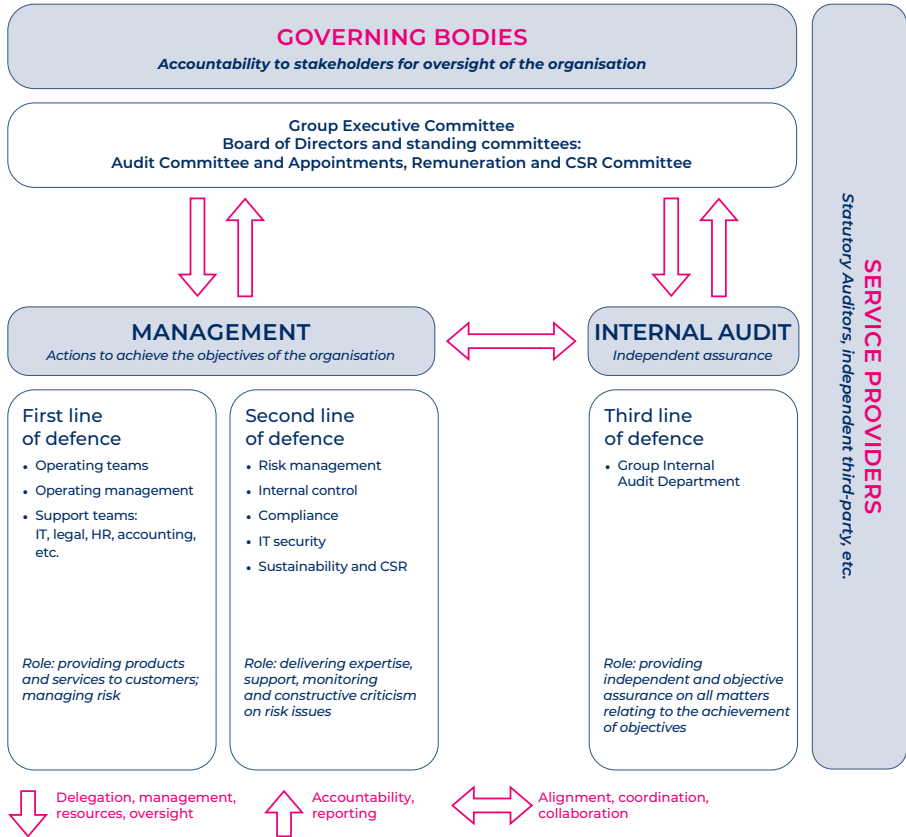 GOVERNING BODIES
Accountability to stakeholders for oversight of the organisation
Group Executive Committee
Board of Directors and standing committees:
Audit Committee and Appointments, Remuneration and CSR Committee
MANAGEMENT
Actions to achieve the objectives of the organisation
INTERNAL AUDIT
Independent assurance
First line
of defence
• Operating teams
• Operating management
• Support teams:
IT, legal, HR, accounting,
etc.
Role: providing products
and services to customers;
managing risk
Second line
of defence
• Risk management
• Internal control
• Compliance
• IT security
• Sustainability and CSR
Role: delivering expertise,
support, monitoring
and constructive criticism
on risk issues
Third line
of defence
• Group Internal
Audit Department
Role: providing
independent and objective
assurance on all matters
relating to the achievement
of objectives
SERVICE PROVIDERS
Statutory Auditors, independent third-party, etc.
Delegation, management,
resources, oversight
Accountability,
reporting
Alignment, coordination,
collaboration